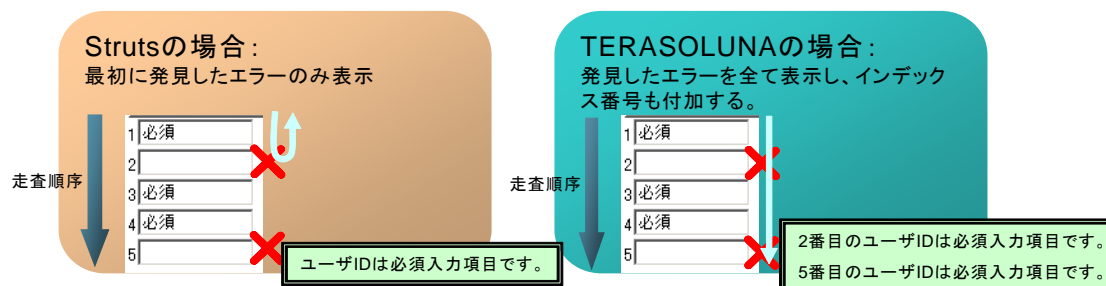 Strutsの場合:
最初に発見したエラーのみ表示
走査順序
1 必須
2
3 必須
4 必須
5
ユーザIDは必須入力項目です。
TERASOLUNAの場合:
発見したエラーを全て表示し、インデック
ス番号も付加する。
走査順序
1 必須
2
3 必須
4 必須
5
2番目のユーザIDは必須入力項目です。
5番目のユーザIDは必須入力項目です。